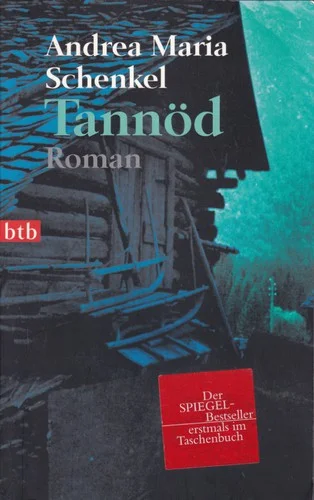 Andrea Maria
Schenkel
Tannöd
Roman
btb
Der
SPIEGEL-
Bestseller
erstmals im
Taschenbuch